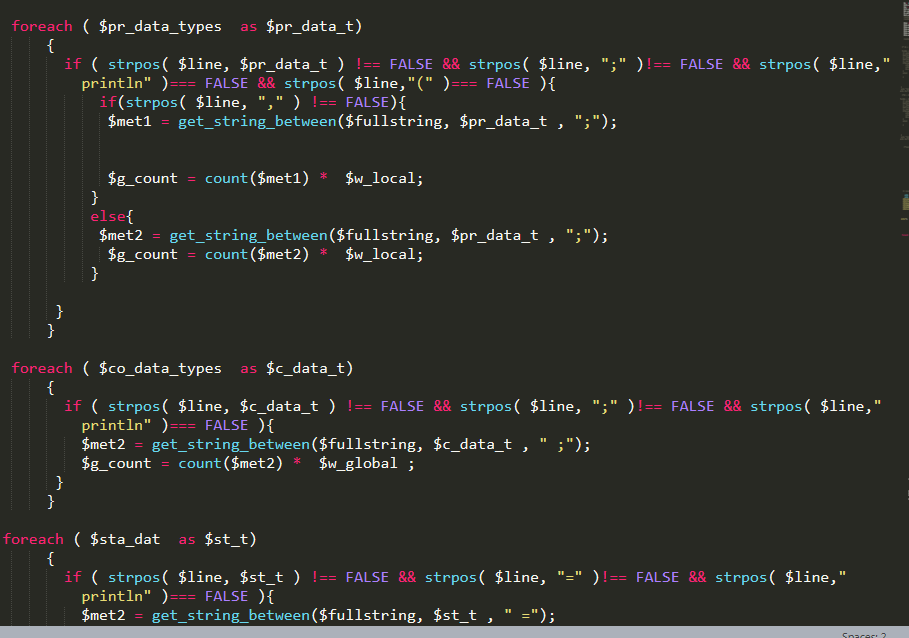 foreach ( $pr_data_types  as $pr_data_t)
{
if ( strpos( $line, $pr_data_t ) !== FALSE && strpos( $line, ";" )!== FALSE && strpos( $line,"
println" )=== FALSE && strpos( $line,"(" )=== FALSE ){
if(strpos( $line, "," ) !== FALSE){
$met1 = get_string_between($fullstring, $pr_data_t , ";");
$g_count = count($met1) *  $w_local;
}
else{
$met2 = get_string_between($fullstring, $pr_data_t , ";");
$g_count = count($met2) *  $w_local;
}
}
}
foreach ( $co_data_types  as $c_data_t)
{
if ( strpos( $line, $c_data_t ) !== FALSE && strpos( $line, ";" )!== FALSE && strpos( $line,"
println" )=== FALSE ){
$met2 = get_string_between($fullstring, $c_data_t , " ;");
$g_count = count($met2) *  $w_global ;
}
}
foreach ( $sta_dat  as $st_t)
{
if ( strpos( $line, $st_t ) !== FALSE && strpos( $line, "=" )!== FALSE && strpos( $line,"
println" )=== FALSE ){
$met2 = get_string_between($fullstring, $st_t , " =");
Spaces: 2